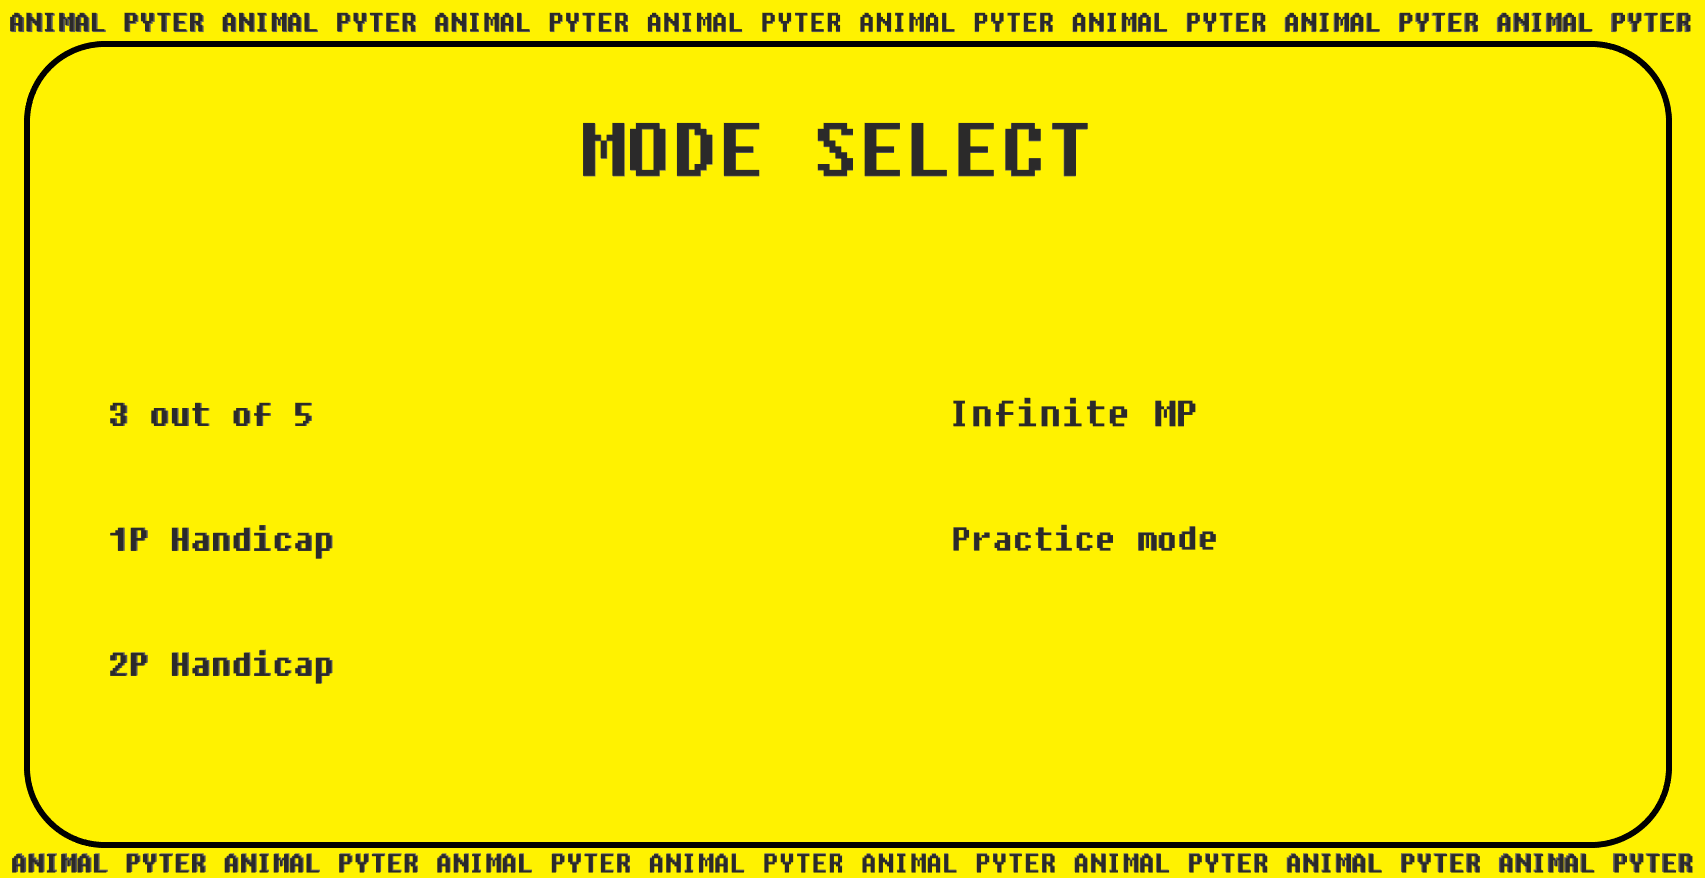 ANIMAL PYTER ANIMAL PYTER ANIMAL PYTER ANIMAL PYTER ANIMAL PYTER ANIMAL PYTER ANIMAL PYTER ANIMAL PYTER
MODE SELECT
3 out of 5
Infinite MP
1P Handicap
Practice mode
2P Handicap
ANIMAL PYTER ANIMAL PYTER ANIMAL PYTER ANIMAL PYTER ANIMAL PYTER ANIMAL PYTER ANIMAL PYTER ANIMAL PYTER